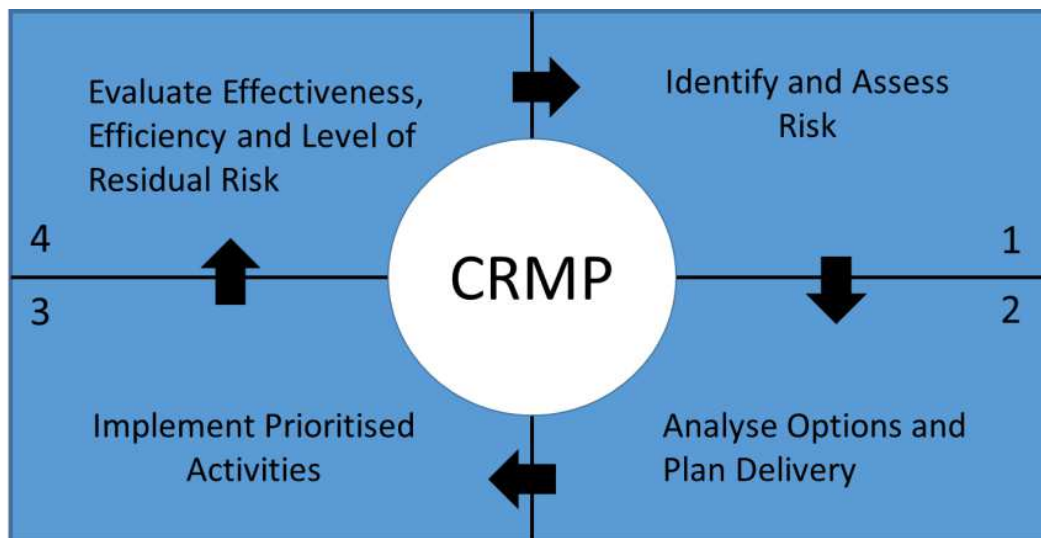 Evaluate Effectiveness,
Efficiency and Level of
Residual Risk
4
Identify and Assess
Risk
1
CRMP
3
Implement Prioritised
Activities
2
Analyse Options and
Plan Delivery